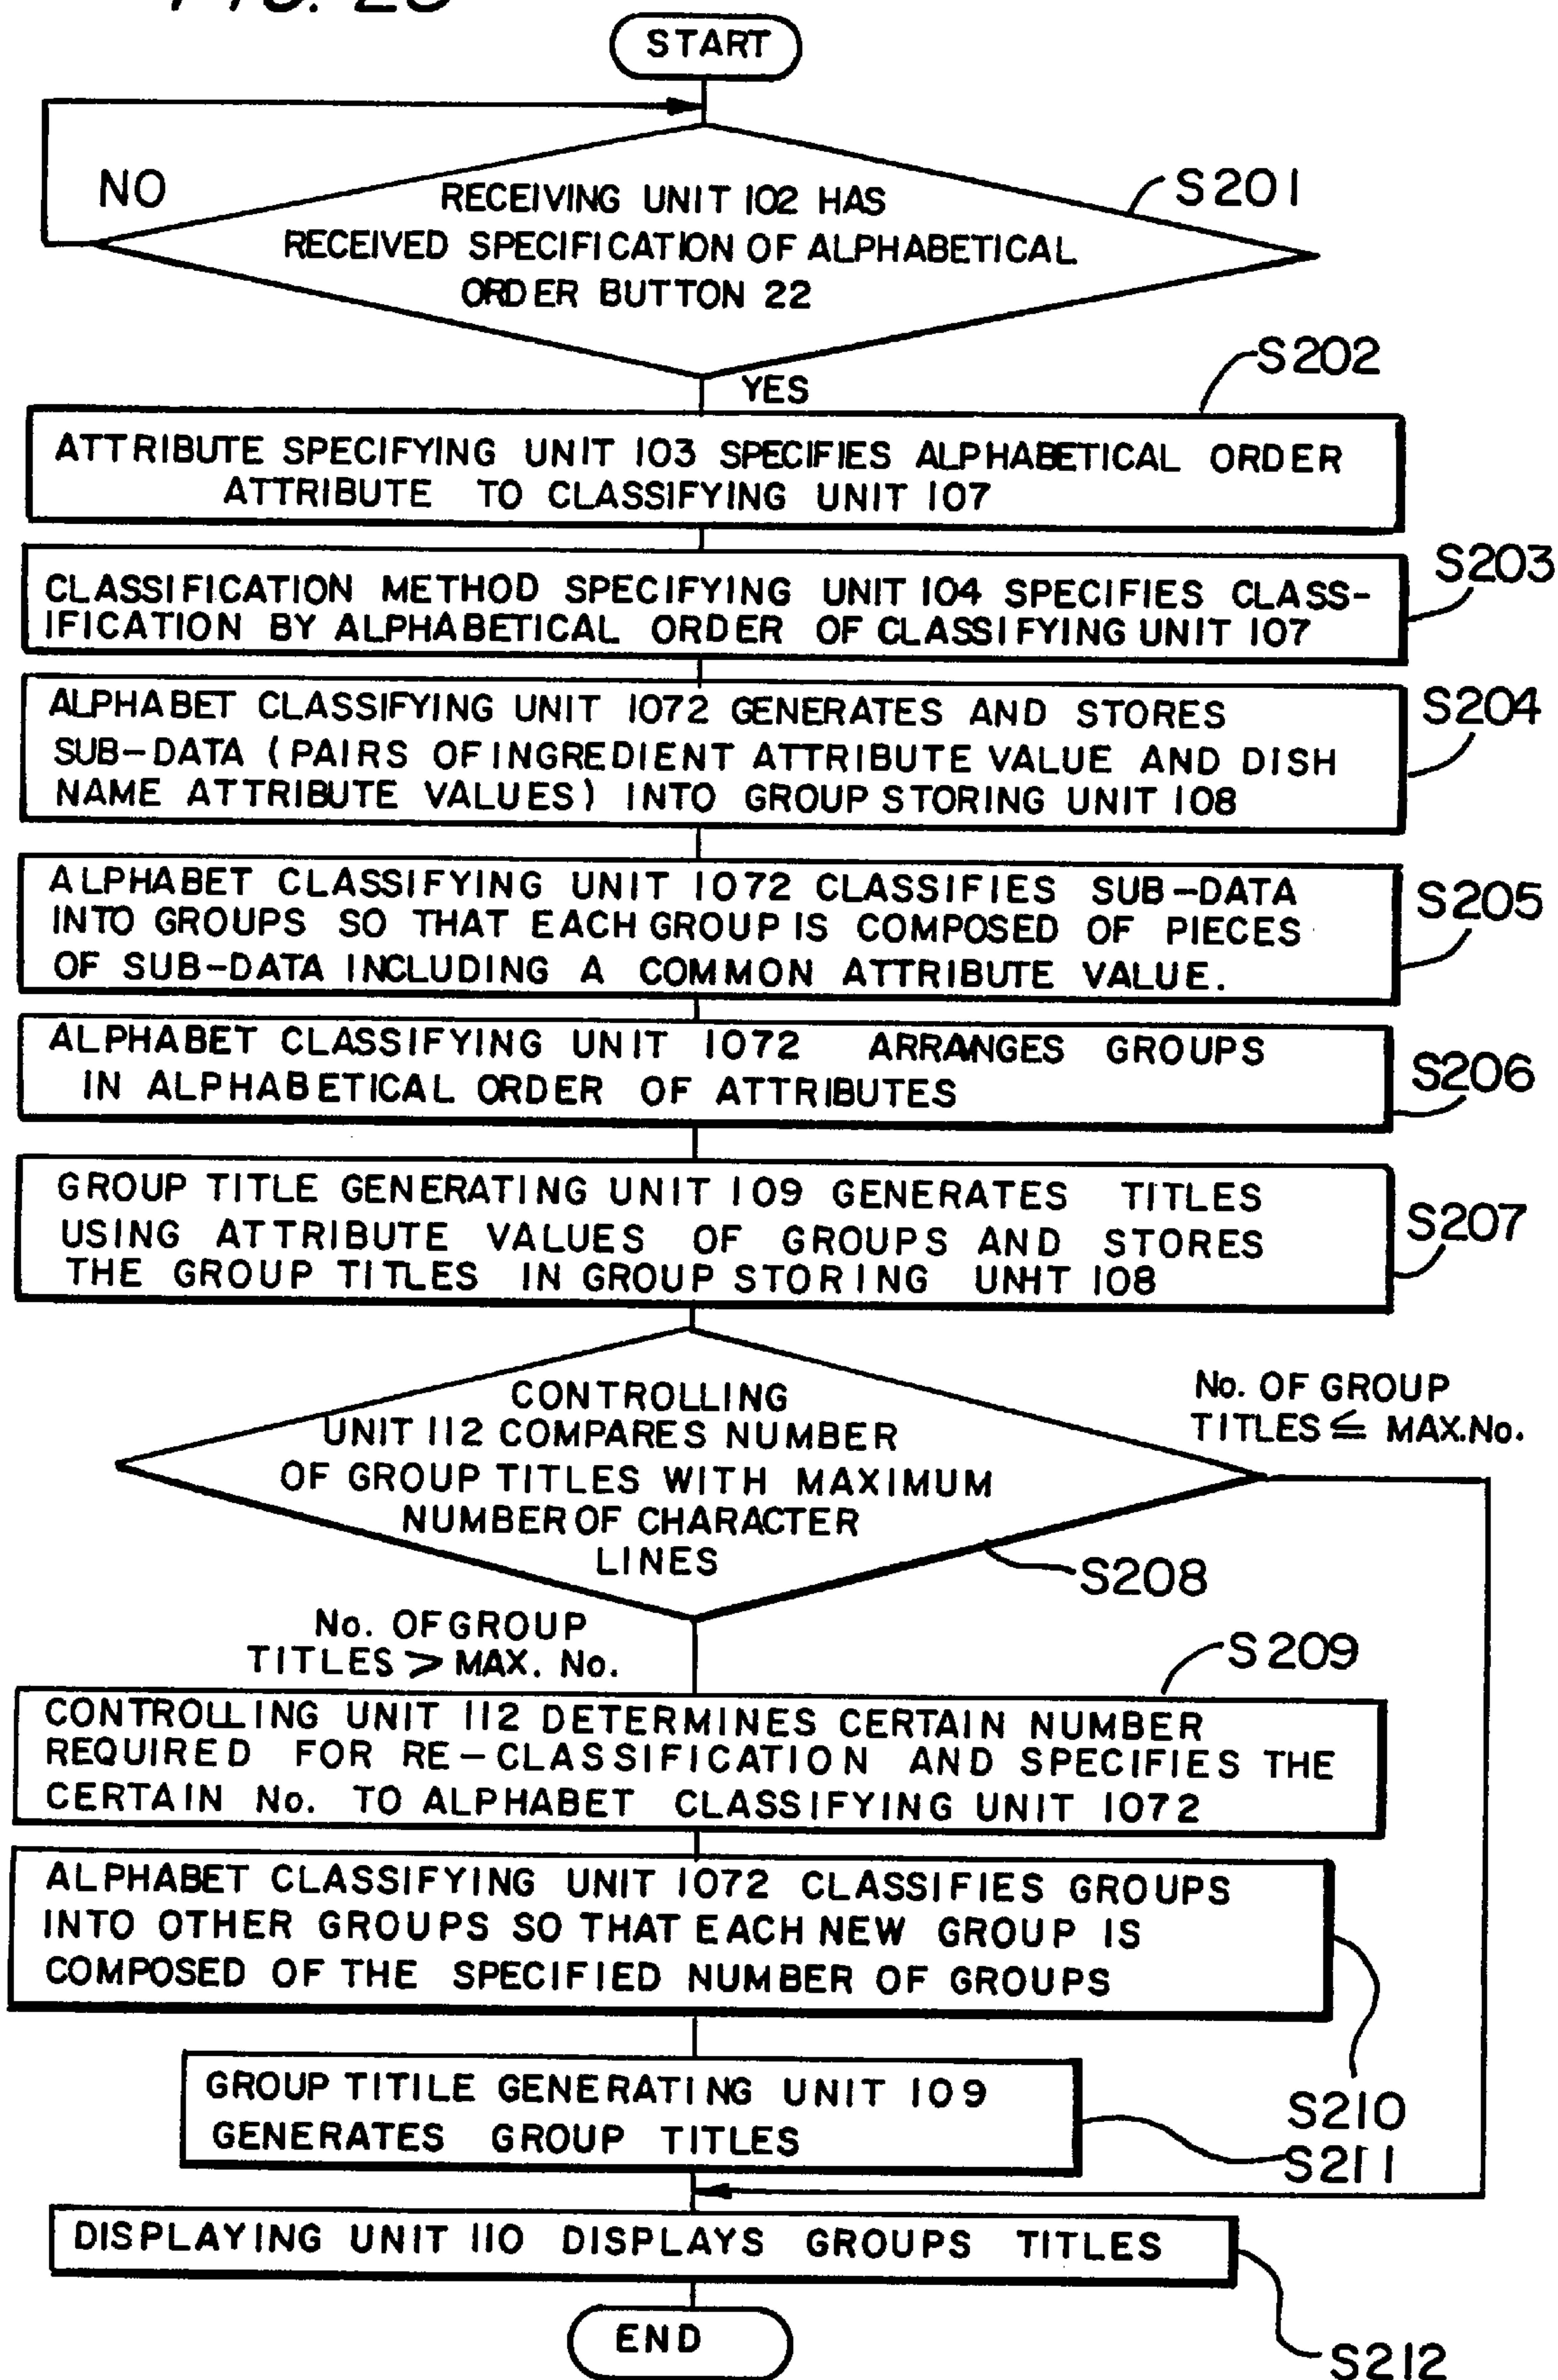 START
NO
RECEIVING UNIT 102 HAS
RECEIVED SPECIFICATION OF ALPHABETICAL
ORDER BUTTON 22
S201
YES
S202
ATTRIBUTE SPECIFYING UNIT 103 SPECIFIES ALPHABETICAL ORDER
ATTRIBUTE TO CLASSIFYING UNIT 107
S203
CLASSIFICATION METHOD SPECIFYING UNIT 104 SPECIFIES CLASS-
IFICATION BY ALPHABETICAL ORDER OF CLASSIFYING UNIT 107
S204
ALPHABET CLASSIFYING UNIT 1072 GENERATES AND STORES
SUB-DATA (PAIRS OF INGREDIENT ATTRIBUTE VALUE AND DISH
NAME ATTRIBUTE VALUES) INTO GROUP STORING UNIT 108
S205
ALPHABET CLASSIFYING UNIT 1072 CLASSIFIES SUB-DATA
INTO GROUPS SO THAT EACH GROUP IS COMPOSED OF PIECES
OF SUB-DATA INCLUDING A COMMON ATTRIBUTE VALUE.
ALPHABET CLASSIFYING UNIT 1072 ARRANGES GROUPS
IN ALPHABETICAL ORDER OF ATTRIBUTES
S206
GROUP TITLE GENERATING UNIT 109 GENERATES TITLES
USING ATTRIBUTE VALUES OF GROUPS AND STORES
THE GROUP TITLES IN GROUP STORING UNIT 108
S207
CONTROLLING
UNIT 112 COMPARES NUMBER
OF GROUP TITLES WITH MAXIMUM
NUMBER OF CHARACTER
LINES
No. OF GROUP
TITLES ≦ MAX.No.
S208
No. OF GROUP
TITLES > MAX. No.
S209
CONTROLLING UNIT 112 DETERMINES CERTAIN NUMBER
REQUIRED FOR RE-CLASSIFICATION AND SPECIFIES THE
CERTAIN No. TO ALPHABET CLASSIFYING UNIT 1072
ALPHABET CLASSIFYING UNIT 1072 CLASSIFIES GROUPS
INTO OTHER GROUPS SO THAT EACH NEW GROUP IS
COMPOSED OF THE SPECIFIED NUMBER OF GROUPS
S210
GROUP TITILE GENERATING UNIT 109
GENERATES GROUP TITLES
S211
DISPLAYING UNIT 110 DISPLAYS GROUPS TITLES
END
S212